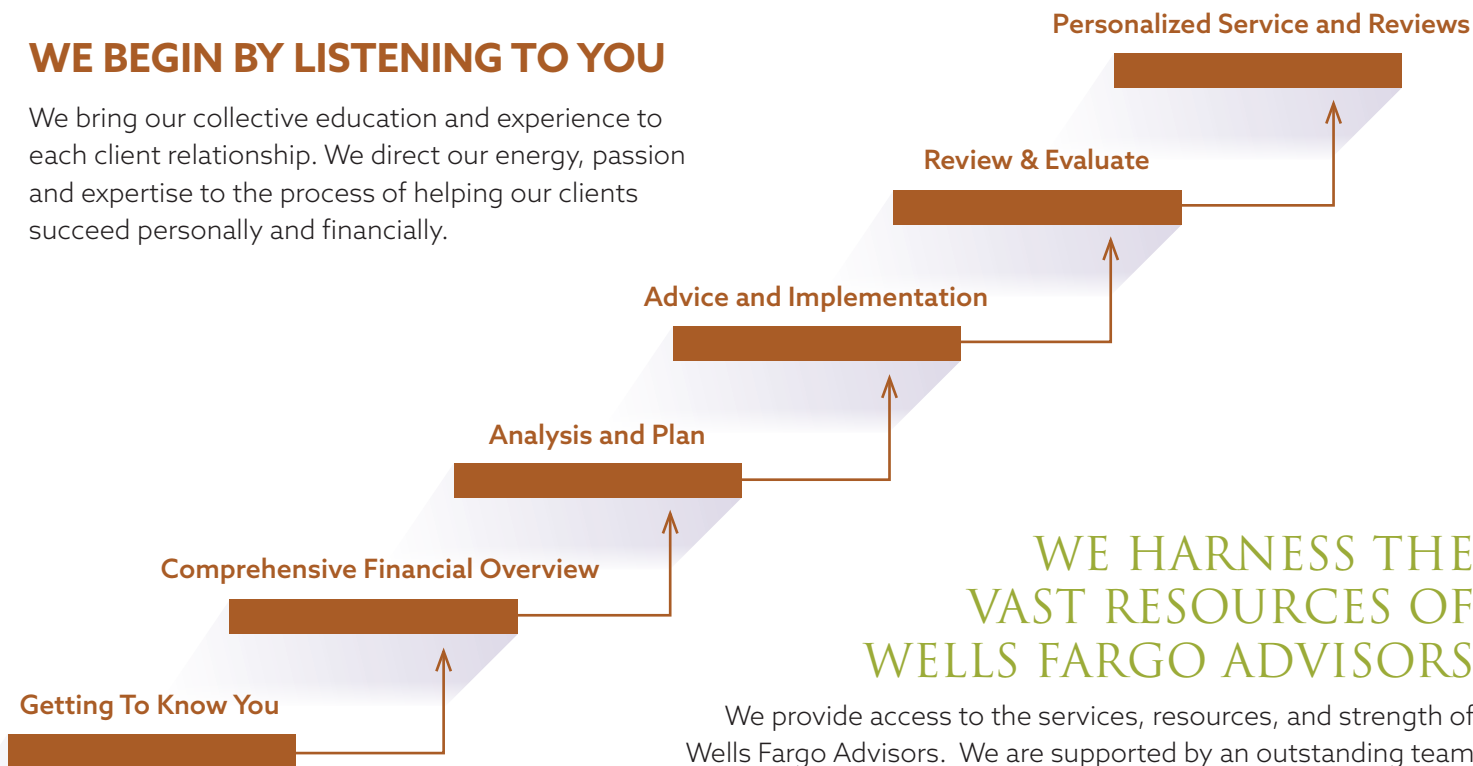 WE BEGIN BY LISTENING TO YOU
We bring our collective education and experience to
each client relationship. We direct our energy, passion
and expertise to the process of helping our clients
succeed personally and financially.
Personalized Service and Reviews
Review & Evaluate
Advice and Implementation
Analysis and Plan
Comprehensive Financial Overview
Getting To Know You
WE HARNESS THE
VAST RESOURCES OF
WELLS FARGO ADVISORS
We provide access to the services, resources, and strength of
Wells Fargo Advisors.  We are supported by an outstanding team